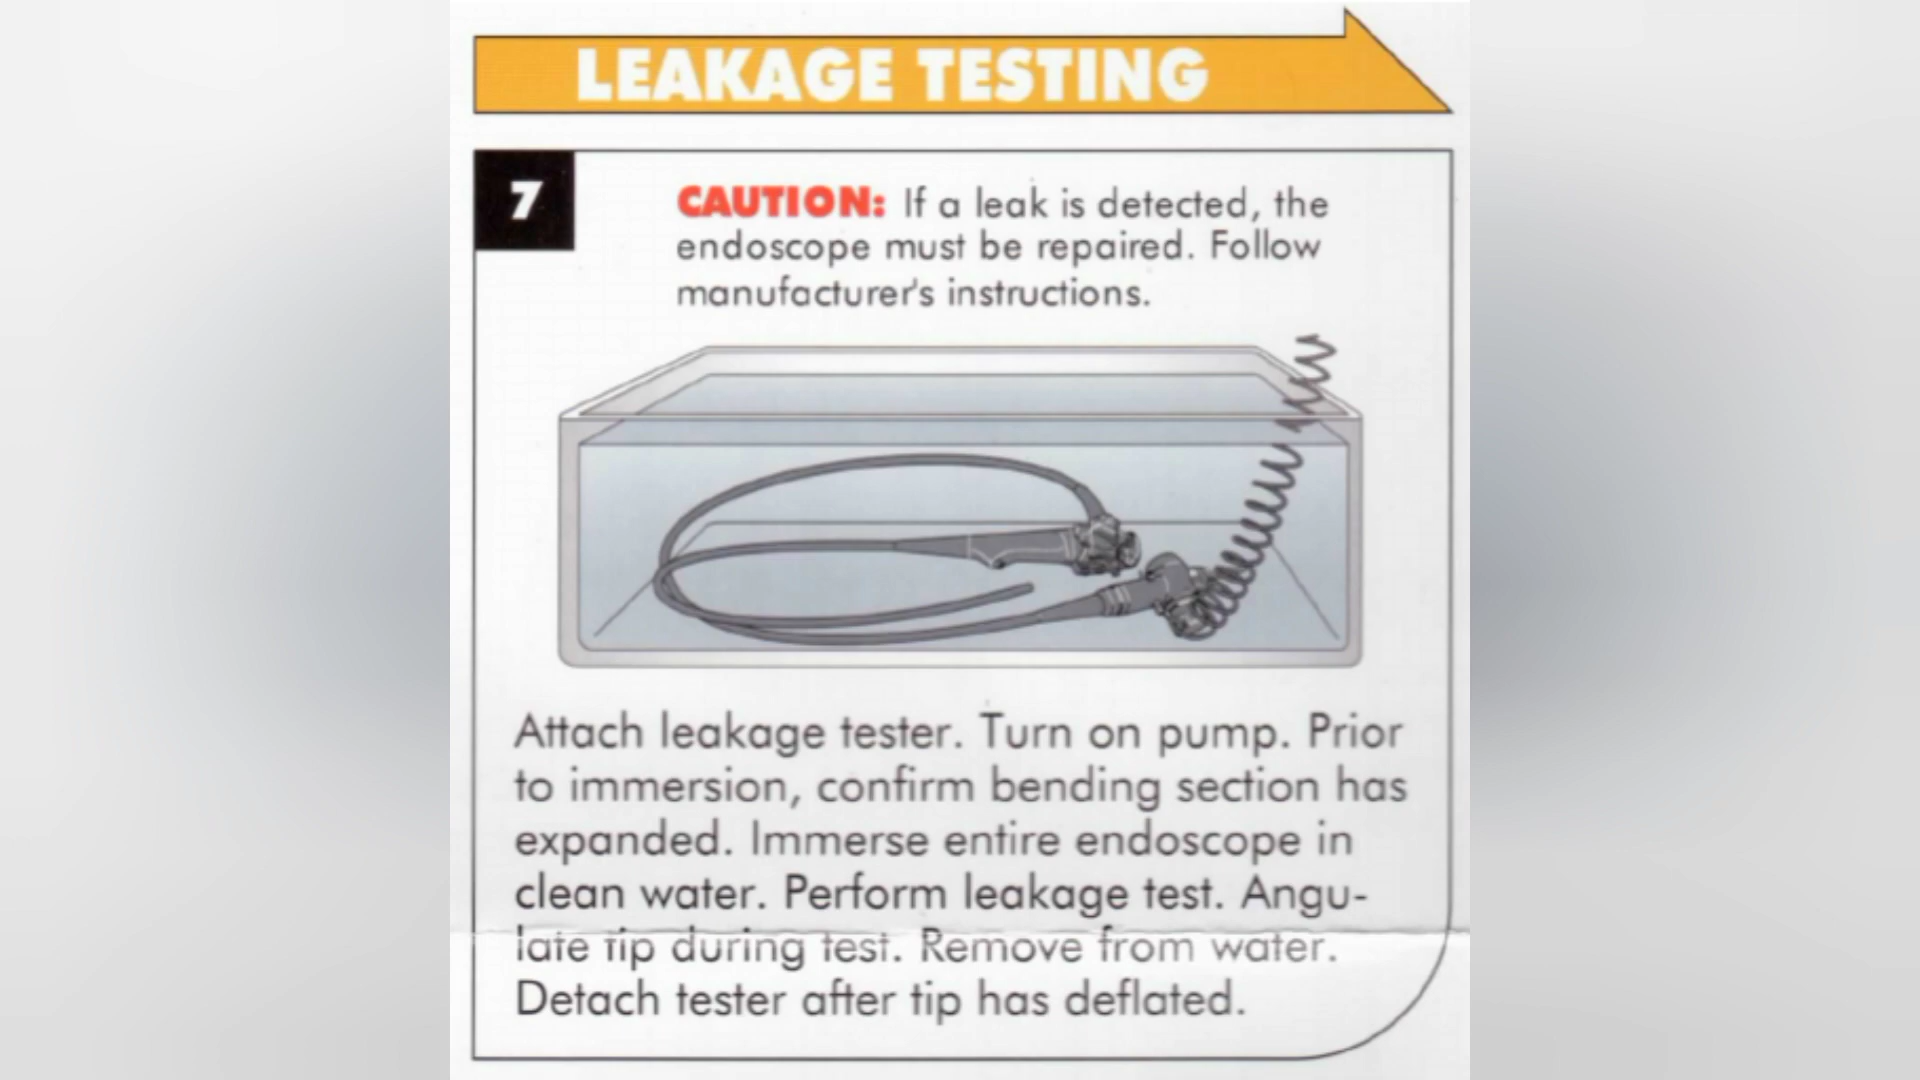 LEAKAGE TESTING
7
CAUTION: If a leak is detected, the
endoscope must be repaired. Follow
manufacturer's instructions.
Attach leakage tester. Turn on pump. Prior
to immersion, confirm bending section has
expanded. Immerse entire endoscope in
clean water. Perform leakage test. Angu-
late tip during test. Remove from water.
Detach tester after tip has deflated.